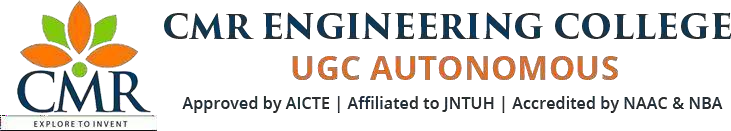 CMR
EXPLORE TO INVENT
CMR ENGINEERING COLLEGE
UGC AUTONOMOUS
Approved by AICTE | Affiliated to JNTUH | Accredited by NAAC & NBA